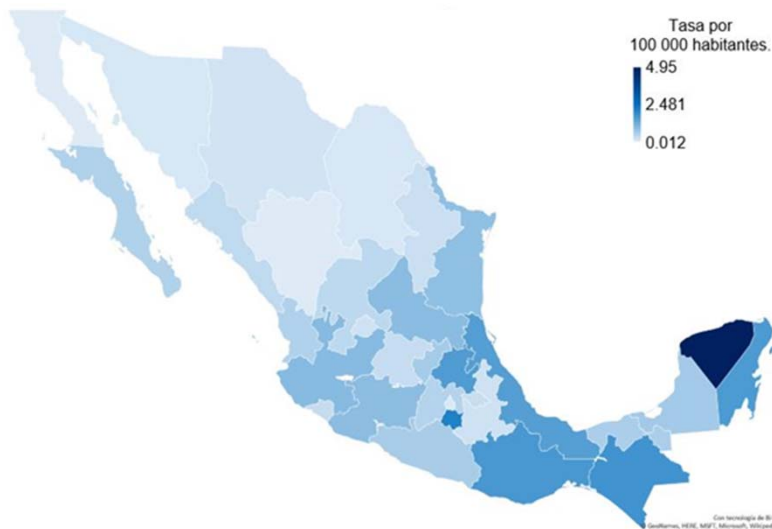 Tasa por
100 000 habitantes.
4.95
2.481
0.012
Con tecnología de Bi
© GeoNames, HERE, MSFT, Microsoft, Wikiped